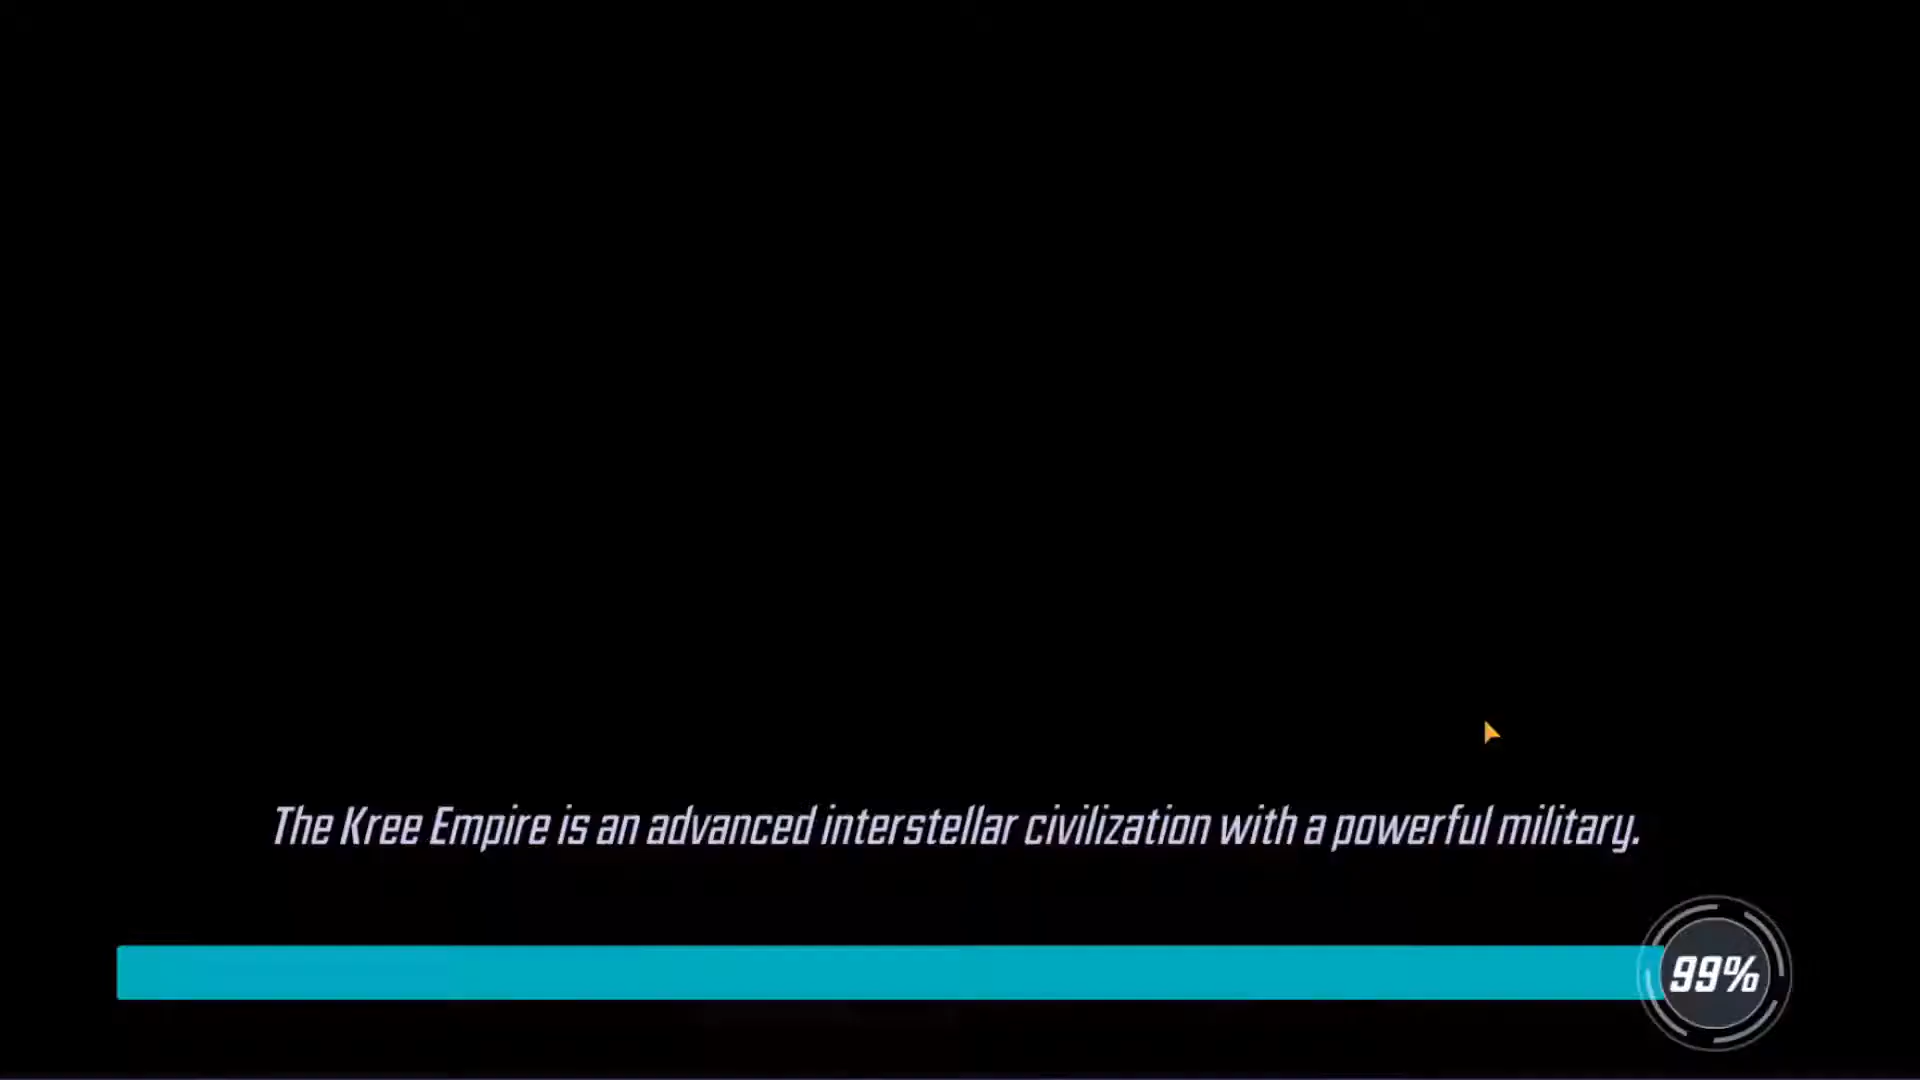 The Kree Empire is an advanced interstellar civilization with a powerful military.
99%